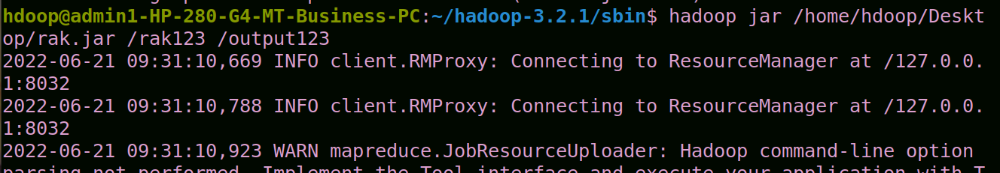 hdoop@admin1-HP-280-G4-MT-Business-PC:~/hadoop-3.2.1/sbin$ hadoop jar /home/hdoop/Deskt
op/rak.jar /rak123 /output123
2022-06-21 09:31:10,669 INFO client.RMProxy: Connecting to ResourceManager at /127.0.0.
1:8032
2022-06-21 09:31:10,788 INFO client.RMProxy: Connecting to ResourceManager at /127.0.0.
1:8032
2022-06-21 09:31:10,923 WARN mapreduce.JobResourceUploader: Hadoop command-line option
parsing not performed. Implement the Tool interface and execute your application with T